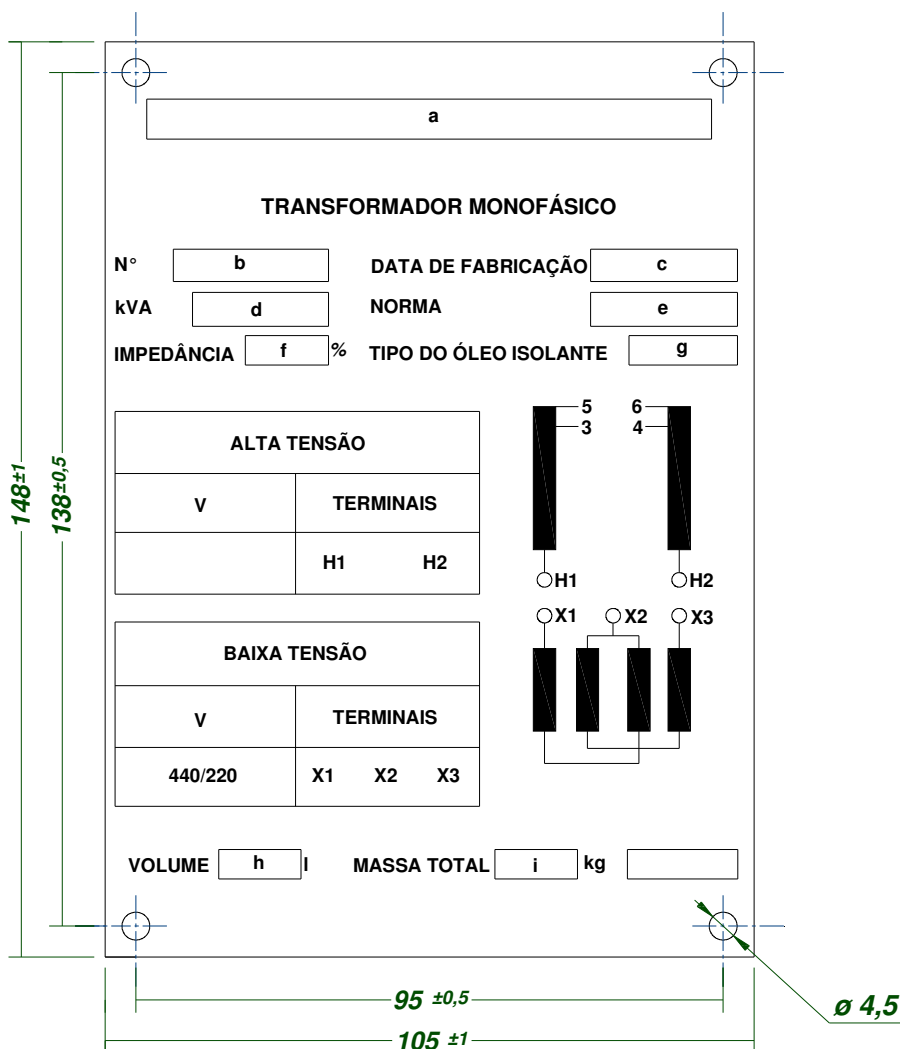 a
TRANSFORMADOR MONOFÁSICO
N° b DATA DE FABRICAÇÃO c
kVA d NORMA e
IMPEDÂNCIA f % TIPO DO ÓLEO ISOLANTE g
5 6
3 4
ALTA TENSÃO
V TERMINAIS
H1 H2
H1 H2
X1 X2 X3
BAIXA TENSÃO
V TERMINAIS
440/220 X1 X2 X3
VOLUME h l MASSA TOTAL i kg
148±1
138±0,5
95 ±0,5
105 ±1
ø 4,5